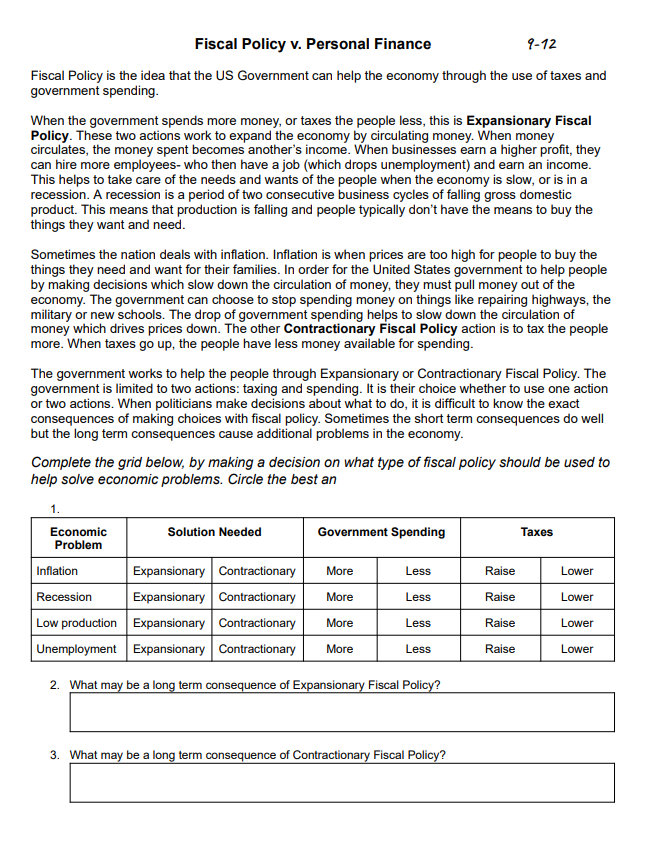 Fiscal Policy v. Personal Finance 9-12
Fiscal Policy is the idea that the US Government can help the economy through the use of taxes and
government spending.
When the government spends more money, or taxes the people less, this is Expansionary Fiscal
Policy. These two actions work to expand the economy by circulating money. When money
circulates, the money spent becomes another's income. When businesses earn a higher profit, they
can hire more employees- who then have a job (which drops unemployment) and earn an income.
This helps to take care of the needs and wants of the people when the economy is slow, or is in a
recession. A recession is a period of two consecutive business cycles of falling gross domestic
product. This means that production is falling and people typically don't have the means to buy the
things they want and need.
Sometimes the nation deals with inflation. Inflation is when prices are too high for people to buy the
things they need and want for their families. In order for the United States government to help people
by making decisions which slow down the circulation of money, they must pull money out of the
economy. The government can choose to stop spending money on things like repairing highways, the
military or new schools. The drop of government spending helps to slow down the circulation of
money which drives prices down. The other Contractionary Fiscal Policy action is to tax the people
more. When taxes go up, the people have less money available for spending.
The government works to help the people through Expansionary or Contractionary Fiscal Policy. The
government is limited to two actions: taxing and spending. It is their choice whether to use one action
or two actions. When politicians make decisions about what to do, it is difficult to know the exact
consequences of making choices with fiscal policy. Sometimes the short term consequences do well
but the long term consequences cause additional problems in the economy.
Complete the grid below, by making a decision on what type of fiscal policy should be used to
help solve economic problems. Circle the best an
1.
Economic Problem Solution Needed Government Spending Taxes
Inflation Expansionary Contractionary More Less Raise Lower
Recession Expansionary Contractionary More Less Raise Lower
Low production Expansionary Contractionary More Less Raise Lower
Unemployment Expansionary Contractionary More Less Raise Lower
2. What may be a long term consequence of Expansionary Fiscal Policy?
3. What may be a long term consequence of Contractionary Fiscal Policy?